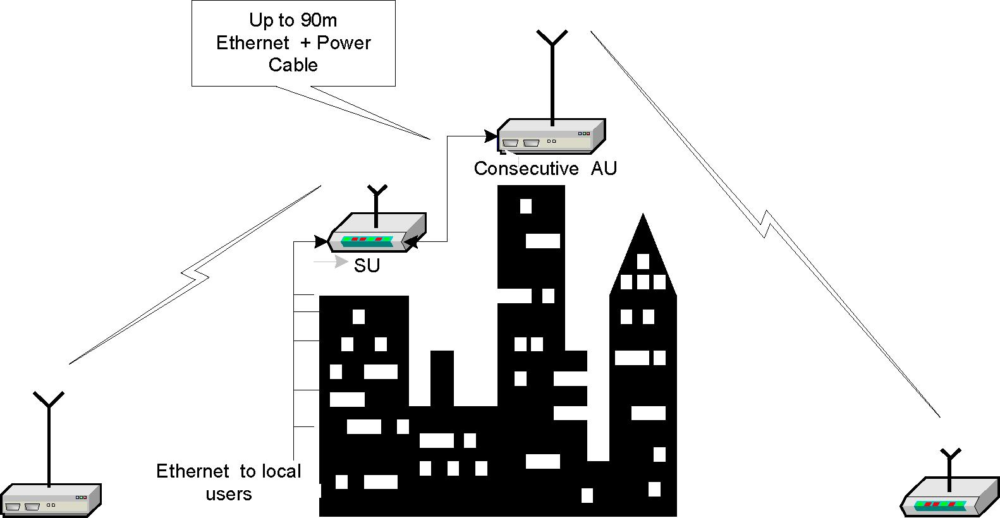 Up to 90m
Ethernet + Power
Cable
Consecutive AU
SU
Ethernet to local
users